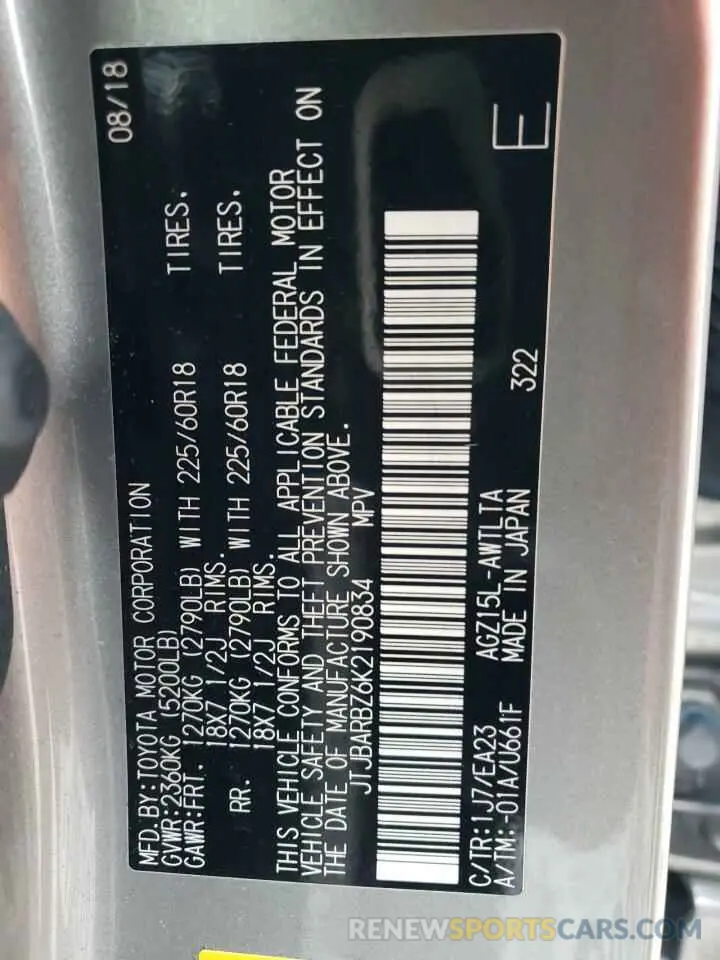 MFD.BY:TOYOTA MOTOR CORPORATION 08/18
GVWR:2360KG (5200LB)
GAWR:FRT. 1270KG (2790LB) WITH 225/60R18 TIRES.
18X7 1/2J RIMS.
RR. 1270KG (2790LB) WITH 225/60R18 TIRES.
18X7 1/2J RIMS.
THIS VEHICLE CONFORMS TO ALL APPLICABLE FEDERAL MOTOR
VEHICLE SAFETY AND THEFT PREVENTION STANDARDS IN EFFECT ON
THE DATE OF MANUFACTURE SHOWN ABOVE.
JTJBARBZ6K2190834 MPV
C/TR:1J7/EA23 AGZ15L-AWTLTA
A/TM:-01A/U661F MADE IN JAPAN 322 E
RENEWSPORTSCARS.COM